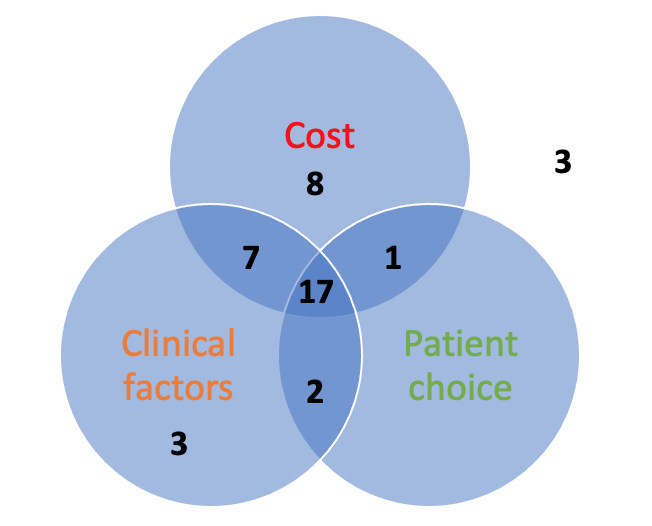 Cost
8
3
7
1
17
Clinical
factors
Patient
choice
2
3